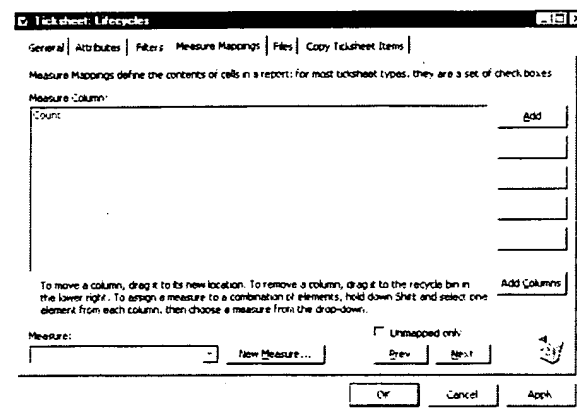 Ticksheet: Lifecycles
General Attributes Filters Measure Mappings Files Copy Ticksheet Items
Measure Mappings define the contents of cells in a report; for most ticksheet types, they are a set of check boxes
Measure Column:
Count
Add
To move a column, drag it to its new location. To remove a column, drag it to the recycle bin in
the lower right. To assign a measure to a combination of elements, hold down Shift and select one
element from each column, then choose a measure from the drop-down.
Add Columns
Measure:
Unmapped only
New Measure...
Prev
Next
OK
Cancel
Apply